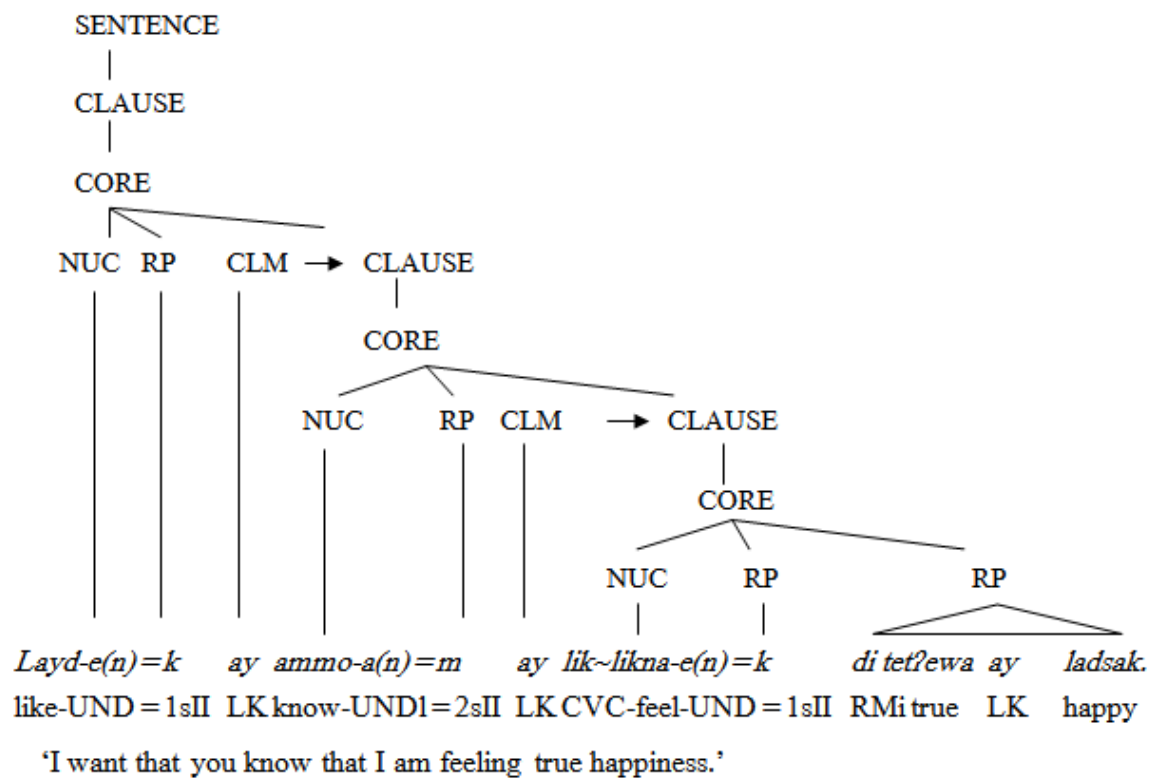 SENTENCE
CLAUSE
CORE
NUC RP CLM → CLAUSE
CORE
NUC RP CLM → CLAUSE
CORE
NUC RP RP
Layd-e(n)=k ay ammo-a(n)=m ay lik~likna-e(n)=k di tet?ewa ay ladsak.
like-UND=1sII LK know-UND1=2sII LK CVC-feel-UND=1sII RMi true LK happy
‘I want that you know that I am feeling true happiness.’